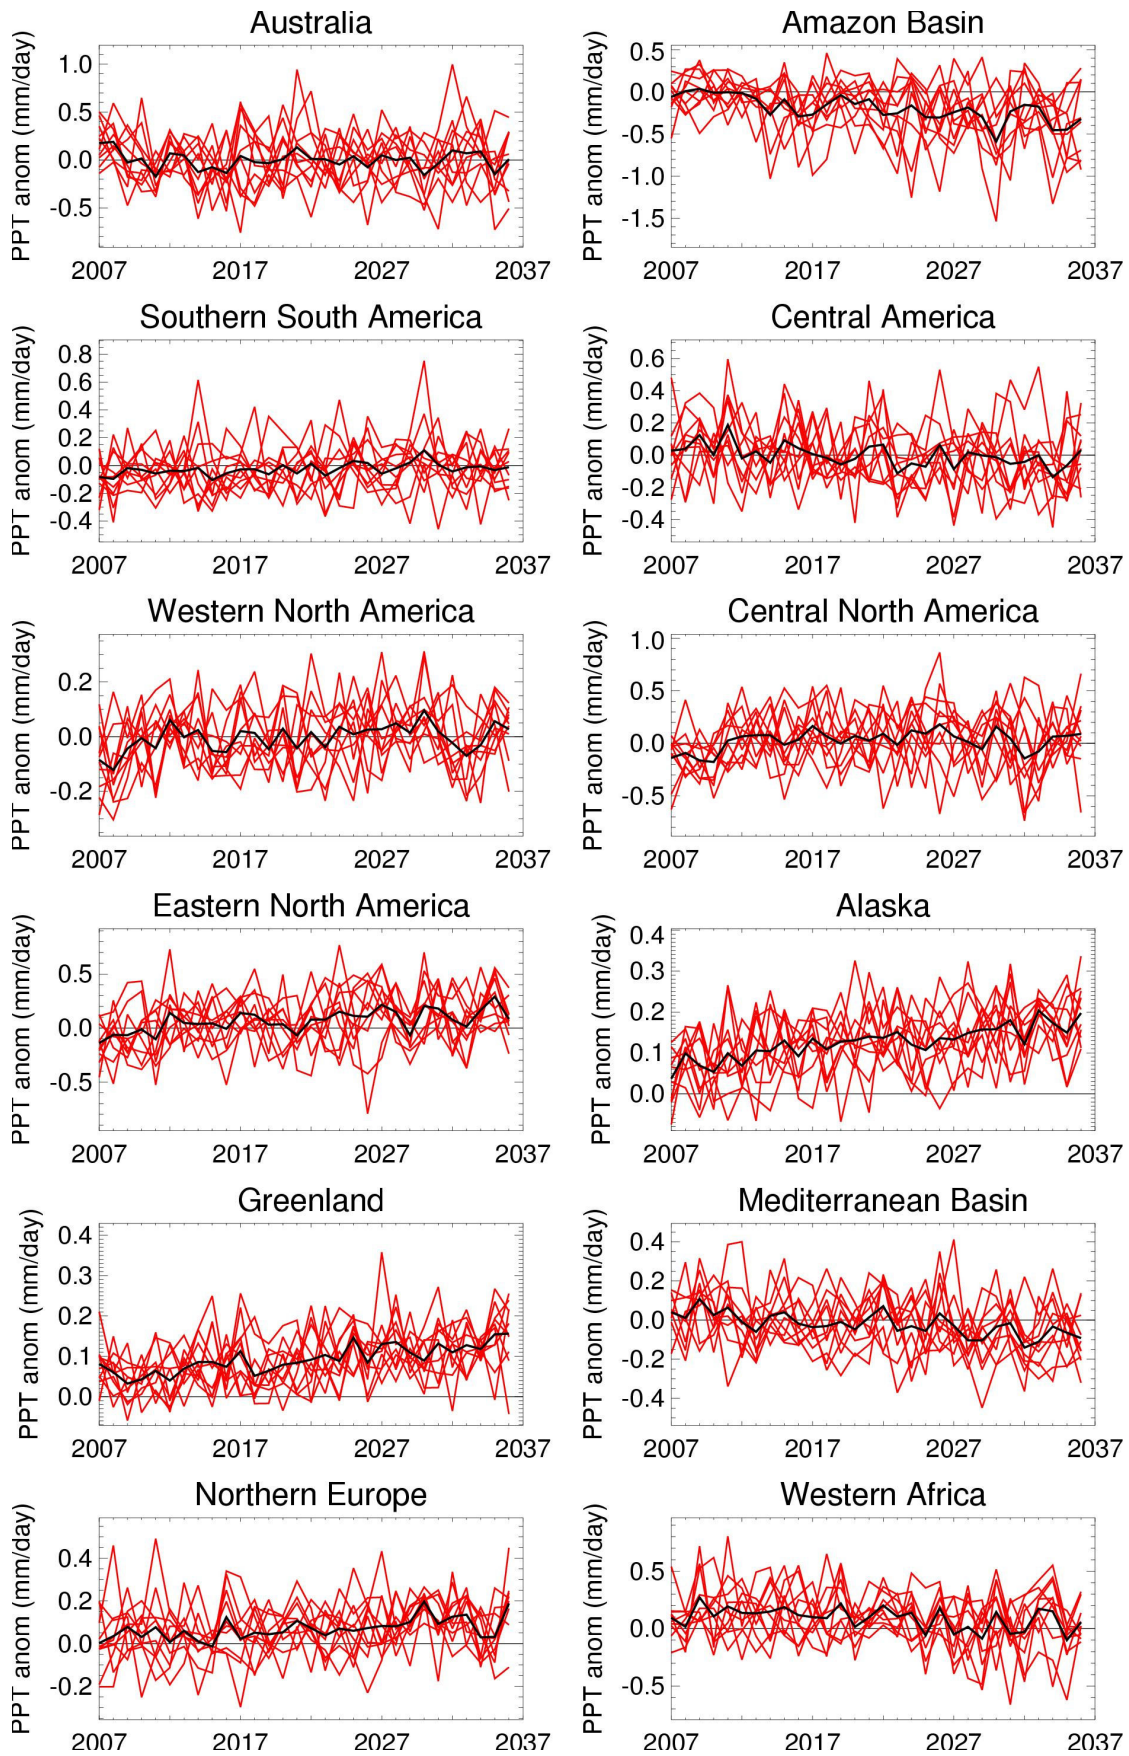 Australia
PPT anom (mm/day)
1.0
0.5
0.0
-0.5
2007 2017 2027 2037
Amazon Basin
PPT anom (mm/day)
0.5
0.0
-0.5
-1.0
-1.5
2007 2017 2027 2037
Southern South America
PPT anom (mm/day)
0.8
0.6
0.4
0.2
0.0
-0.2
-0.4
2007 2017 2027 2037
Central America
PPT anom (mm/day)
0.6
0.4
0.2
0.0
-0.2
-0.4
2007 2017 2027 2037
Western North America
PPT anom (mm/day)
0.2
0.0
-0.2
2007 2017 2027 2037
Central North America
PPT anom (mm/day)
1.0
0.5
0.0
-0.5
2007 2017 2027 2037
Eastern North America
PPT anom (mm/day)
0.5
0.0
-0.5
2007 2017 2027 2037
Alaska
PPT anom (mm/day)
0.4
0.3
0.2
0.1
0.0
2007 2017 2027 2037
Greenland
PPT anom (mm/day)
0.4
0.3
0.2
0.1
0.0
2007 2017 2027 2037
Mediterranean Basin
PPT anom (mm/day)
0.4
0.2
0.0
-0.2
-0.4
2007 2017 2027 2037
Northern Europe
PPT anom (mm/day)
0.4
0.2
0.0
-0.2
2007 2017 2027 2037
Western Africa
PPT anom (mm/day)
0.5
0.0
-0.5
2007 2017 2027 2037